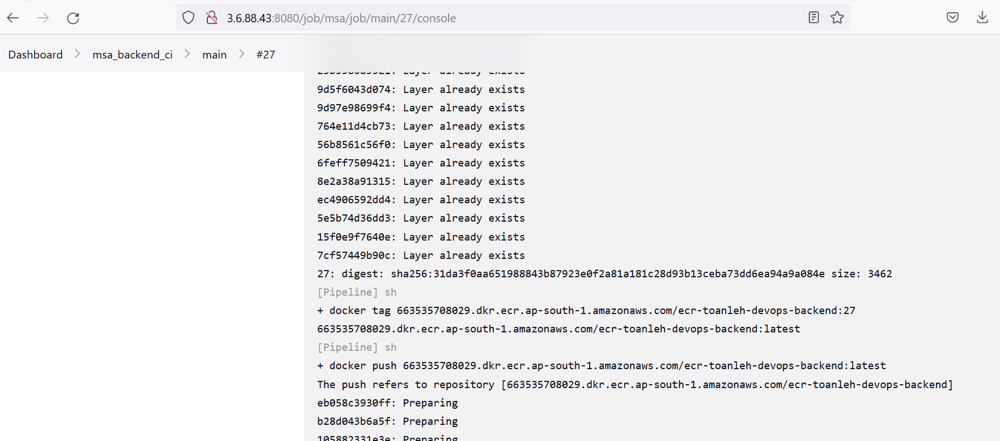 3.6.88.43:8080/job/msa/job/main/27/console
Dashboard > msa_backend_ci > main > #27
Layer already exists
9d5f6043d074: Layer already exists
9d97e98699f4: Layer already exists
764e11d4cb73: Layer already exists
56b8561c56f0: Layer already exists
6feff7509421: Layer already exists
8e2a38a91315: Layer already exists
ec4906592dd4: Layer already exists
5e5b74d36dd3: Layer already exists
15f0e9f7640e: Layer already exists
7cf57449b90c: Layer already exists
27: digest: sha256:31da3f0aa651988843b87923e0f2a81a181c28d93b13ceba73dd6ea94a9a084e size: 3462
[Pipeline] sh
+ docker tag 663535708029.dkr.ecr.ap-south-1.amazonaws.com/ecr-toanleh-devops-backend:27
663535708029.dkr.ecr.ap-south-1.amazonaws.com/ecr-toanleh-devops-backend:latest
[Pipeline] sh
+ docker push 663535708029.dkr.ecr.ap-south-1.amazonaws.com/ecr-toanleh-devops-backend:latest
The push refers to repository [663535708029.dkr.ecr.ap-south-1.amazonaws.com/ecr-toanleh-devops-backend]
eb058c3930ff: Preparing
b28d043b6a5f: Preparing
105882331e3e: Preparing